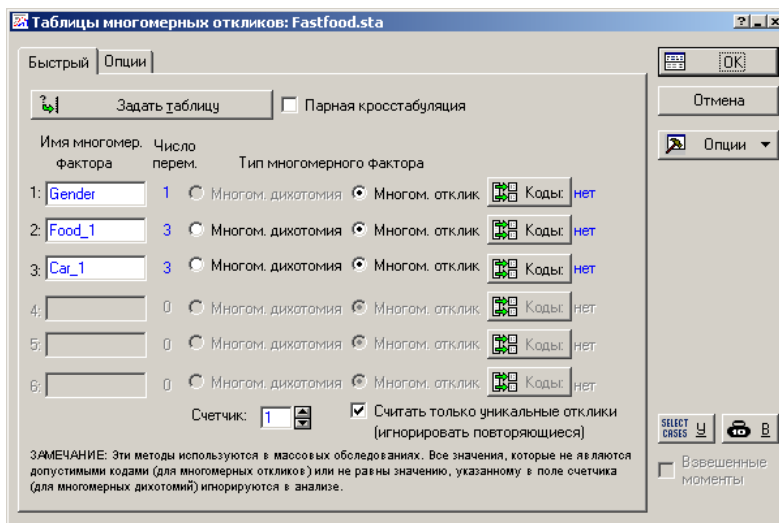 Таблицы многомерных откликов: Fastfood.sta
Быстрый Опции
Задать таблицу Парная кросстабуляция
OK
Отмена
Опции
Имя многомер. Число
фактора перем. Тип многомерного фактора
1: Gender 1 Многом. дихотомия Многом. отклик Коды: нет
2: Food_1 3 Многом. дихотомия Многом. отклик Коды: нет
3: Car_1 3 Многом. дихотомия Многом. отклик Коды: нет
4: 0 Многом. дихотомия Многом. отклик Коды: нет
5: 0 Многом. дихотомия Многом. отклик Коды: нет
6: 0 Многом. дихотомия Многом. отклик Коды: нет
Счетчик: 1 Считать только уникальные отклики
(игнорировать повторяющиеся)
SELECT CASES У В
Взвешенные
моменты
ЗАМЕЧАНИЕ: Эти методы используются в массовых обследованиях. Все значения, которые не являются
допустимыми кодами (для многомерных откликов) или не равны значению, указанному в поле счетчика
(для многомерных дихотомий) игнорируются в анализе.